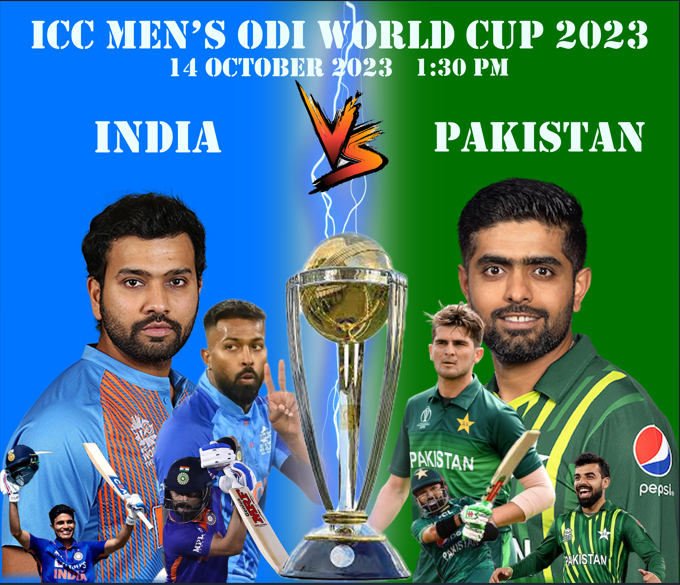 ICC MEN'S ODI WORLD CUP 2023
14 OCTOBER 2023 1:30 PM
VS
INDIA
PAKISTAN
PAKISTAN
pepsi
INDIA
MPL
PAKISTAN
PAKISTAN